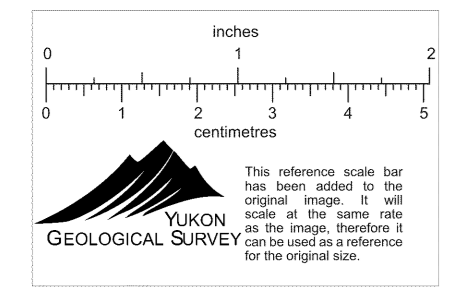 inches
0 1 2
0 1 2 3 4 5
centimetres
YUKON
GEOLOGICAL SURVEY
This reference scale bar
has been added to the
original image. It will
scale at the same rate
as the image, therefore it
can be used as a reference
for the original size.